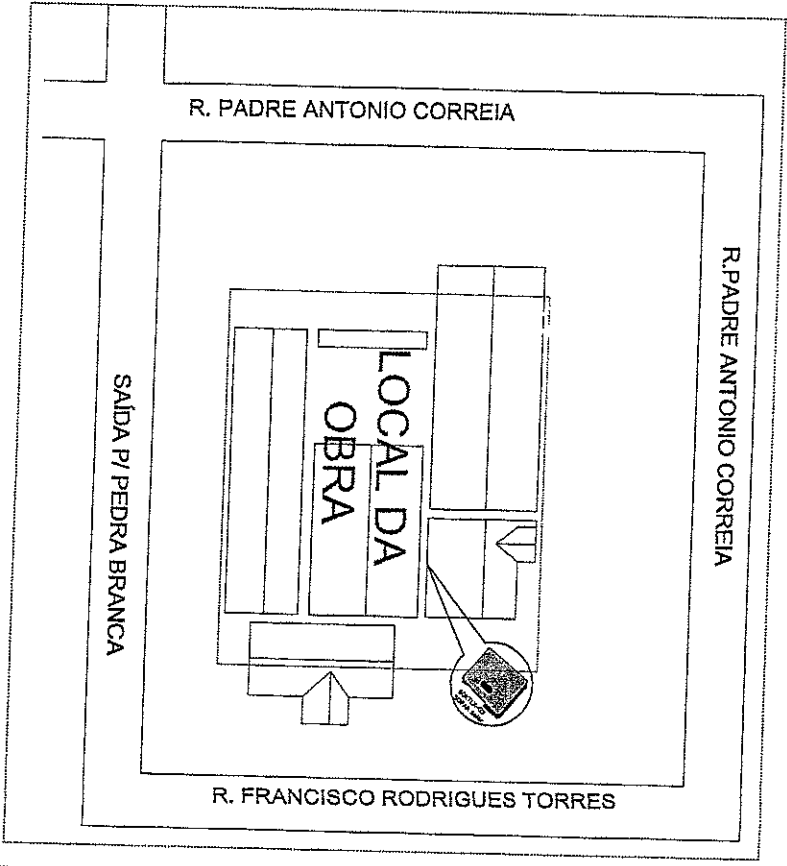 R. PADRE ANTONIO CORREIA
R.PADRE ANTONIO CORREIA
LOCAL DA
OBRA
SAÍDA P/ PEDRA BRANCA
R. FRANCISCO RODRIGUES TORRES